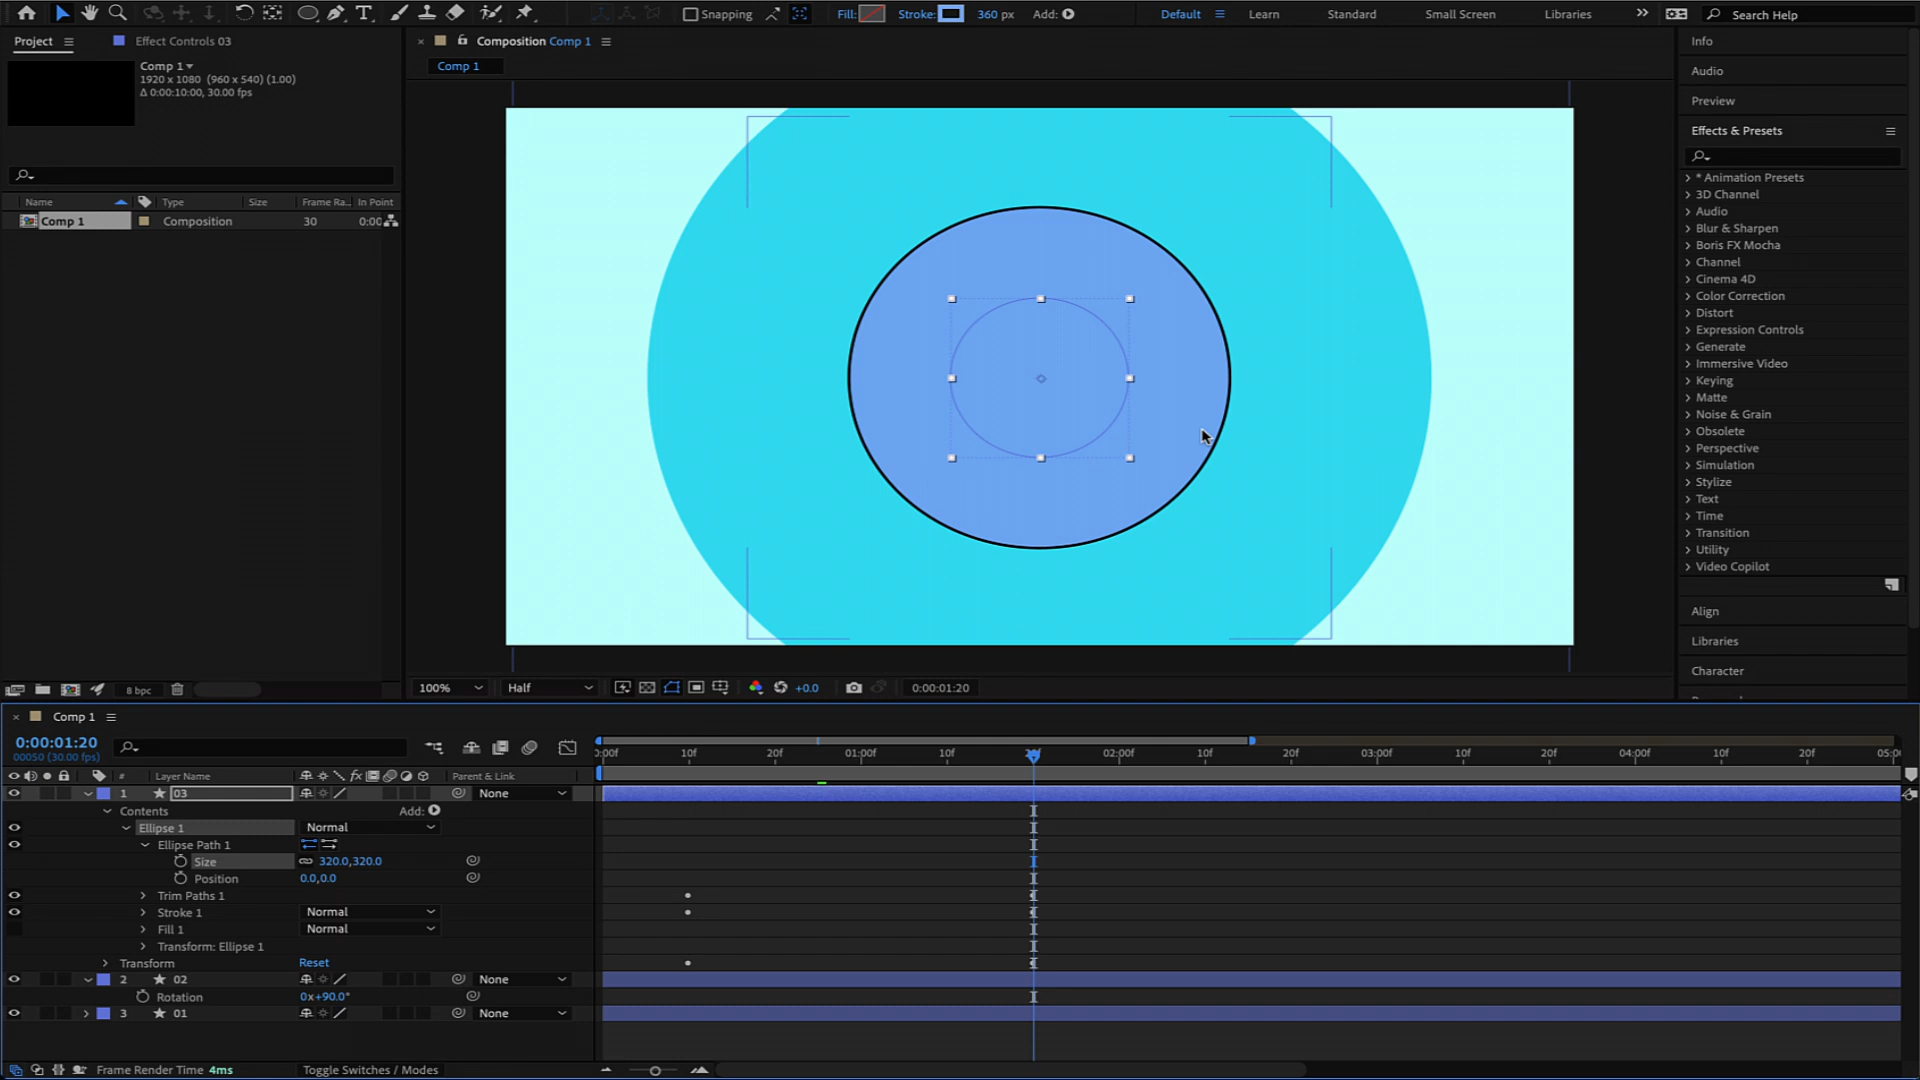 Snapping
Fill:
Stroke:
360 px
Add:
Default
Learn
Standard
Small Screen
Libraries
Search Help
Project
Effect Controls 03
Composition Comp 1
Comp 1
Comp 1
1920 x 1080 (960 x 540) (1.00)
Δ 0:00:10:00, 30.00 fps
Name
Type
Size
Frame Ra...
In Point
Comp 1
Composition
30
0:00
8 bpc
100%
Half
+0.0
0:00:01:20
Info
Audio
Preview
Effects & Presets
* Animation Presets
3D Channel
Audio
Blur & Sharpen
Boris FX Mocha
Channel
Cinema 4D
Color Correction
Distort
Expression Controls
Generate
Immersive Video
Keying
Matte
Noise & Grain
Obsolete
Perspective
Simulation
Stylize
Text
Time
Transition
Utility
Video Copilot
Align
Libraries
Character
Comp 1
0:00:01:20
00050 (30.00 fps)
:00f
10f
20f
01:00f
10f
02:00f
10f
20f
03:00f
10f
20f
04:00f
10f
20f
05:0
# Layer Name
Parent & Link
1 03
None
Contents
Add:
Ellipse 1
Normal
Ellipse Path 1
Size
320.0,320.0
Position
0.0,0.0
Trim Paths 1
Stroke 1
Normal
Fill 1
Normal
Transform: Ellipse 1
Transform
Reset
2 02
None
Rotation
0x+90.0°
3 01
None
Frame Render Time 4ms
Toggle Switches / Modes